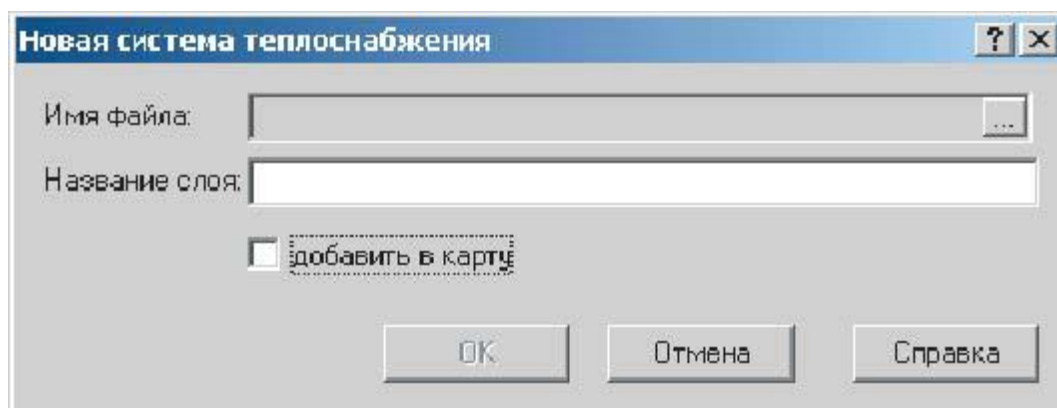 Новая система теплоснабжения
Имя файла:
...
Название слоя:
добавить в карту
OK
Отмена
Справка